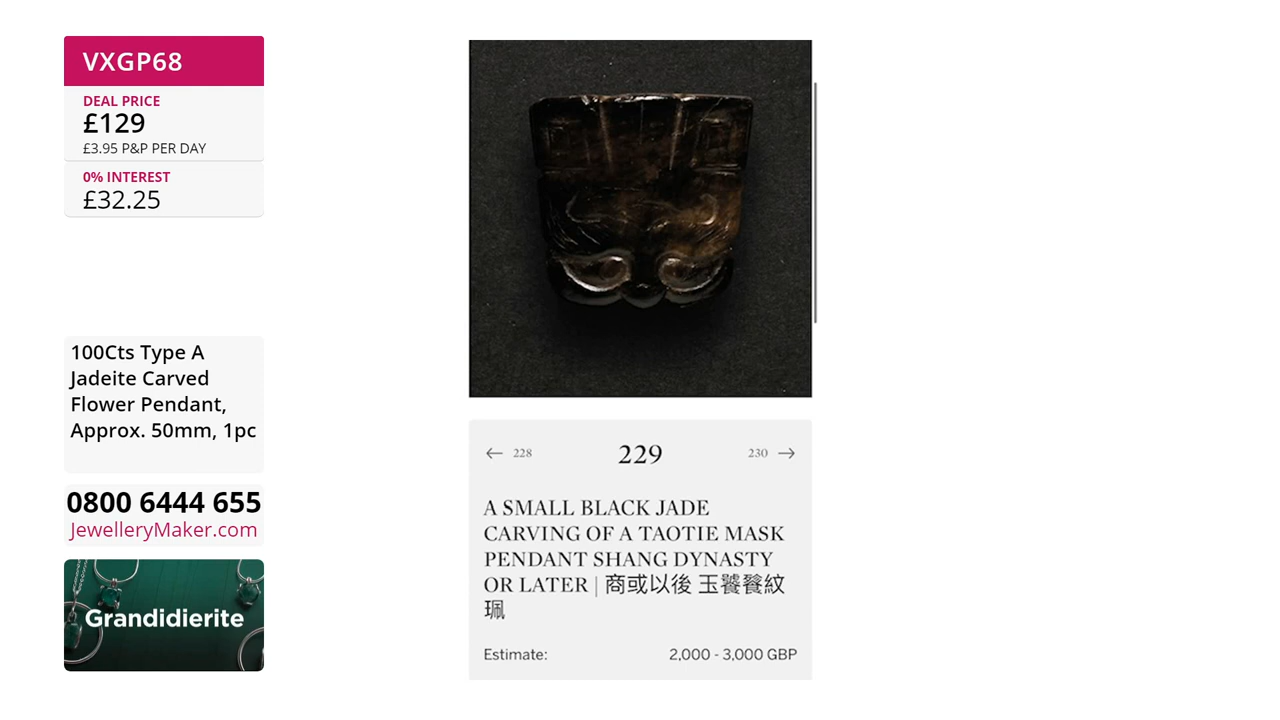 VXGP68
DEAL PRICE
£129
£3.95 P&P PER DAY
0% INTEREST
£32.25
100Cts Type A
Jadeite Carved
Flower Pendant,
Approx. 50mm, 1pc
0800 6444 655
JewelleryMaker.com
Grandidierite
← 228 229 230 →
A SMALL BLACK JADE
CARVING OF A TAOTIE MASK
PENDANT SHANG DYNASTY
OR LATER | 商或以後 玉饕餮紋
珮
Estimate: 2,000 - 3,000 GBP